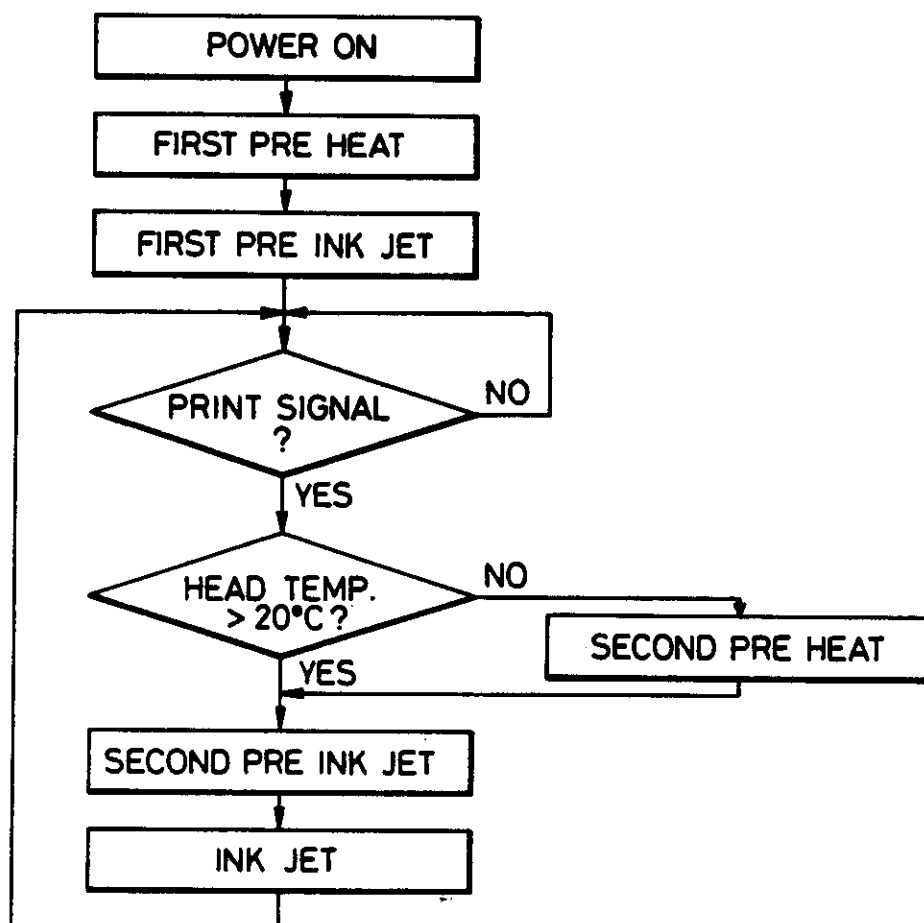 POWER ON
FIRST PRE HEAT
FIRST PRE INK JET
PRINT SIGNAL
?
NO
YES
HEAD TEMP.
> 20°C?
NO
SECOND PRE HEAT
YES
SECOND PRE INK JET
INK JET